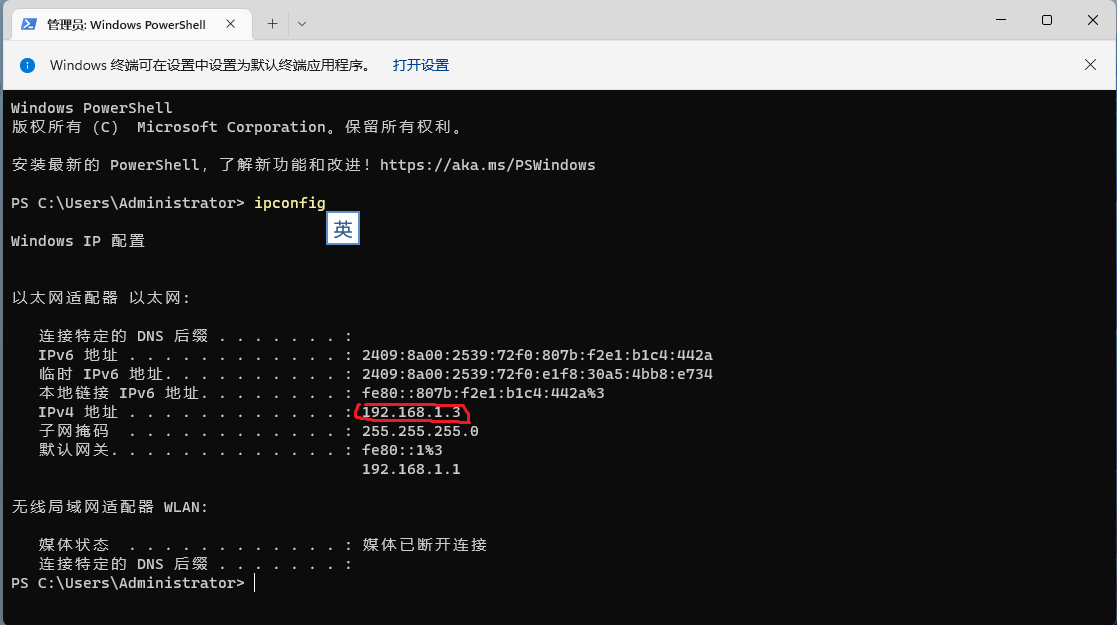 管理员: Windows PowerShell
Windows 终端可在设置中设置为默认终端应用程序。 打开设置
Windows PowerShell
版权所有 (C) Microsoft Corporation。保留所有权利。
安装最新的 PowerShell，了解新功能和改进！https://aka.ms/PSWindows
PS C:\Users\Administrator> ipconfig
英
Windows IP 配置
以太网适配器 以太网:
连接特定的 DNS 后缀 . . . . . . . :
IPv6 地址 . . . . . . . . . . . . : 2409:8a00:2539:72f0:807b:f2e1:b1c4:442a
临时 IPv6 地址. . . . . . . . . . : 2409:8a00:2539:72f0:e1f8:30a5:4bb8:e734
本地链接 IPv6 地址. . . . . . . . : fe80::807b:f2e1:b1c4:442a%3
IPv4 地址 . . . . . . . . . . . . : 192.168.1.3
子网掩码  . . . . . . . . . . . . : 255.255.255.0
默认网关. . . . . . . . . . . . . : fe80::1%3
192.168.1.1
无线局域网适配器 WLAN:
媒体状态  . . . . . . . . . . . . : 媒体已断开连接
连接特定的 DNS 后缀 . . . . . . . :
PS C:\Users\Administrator>